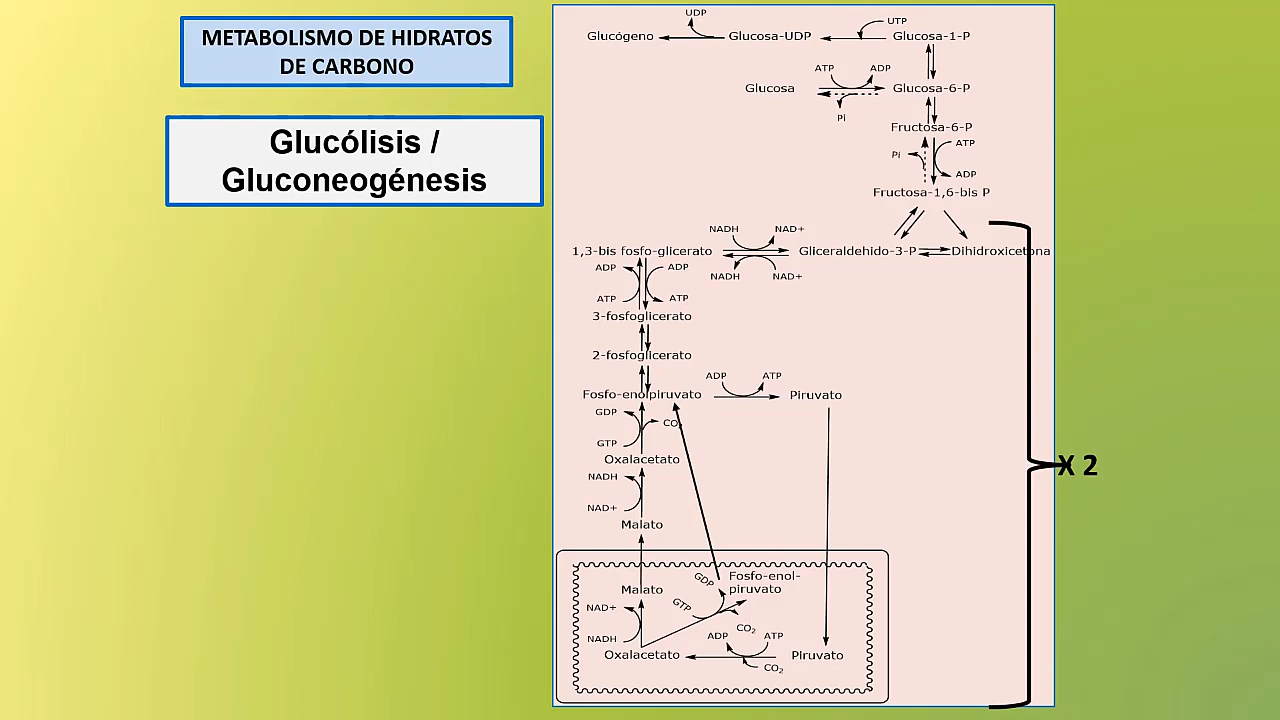 METABOLISMO DE HIDRATOS
DE CARBONO
Glucólisis /
Gluconeogénesis
UDP
UTP
Glucógeno
Glucosa-UDP
Glucosa-1-P
ATP
ADP
Glucosa
Glucosa-6-P
Pi
Fructosa-6-P
ATP
Pi
ADP
Fructosa-1,6-bis P
NADH
NAD+
1,3-bis fosfo-glicerato
Gliceraldehido-3-P
Dihidroxicetona
NADH
NAD+
ADP
ADP
ATP
ATP
3-fosfoglicerato
2-fosfoglicerato
ADP
ATP
Fosfo-enolpiruvato
Piruvato
GDP
CO2
GTP
Oxalacetato
X 2
NADH
NAD+
Malato
Fosfo-enol-
piruvato
GDP
Malato
GTP
NAD+
CO2
NADH
ADP
ATP
Oxalacetato
Piruvato
CO2